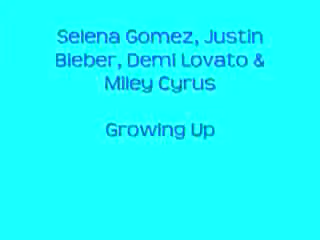 Selena Gomez, Justin
Bieber, Demi Lovato &
Miley Cyrus
Growing Up